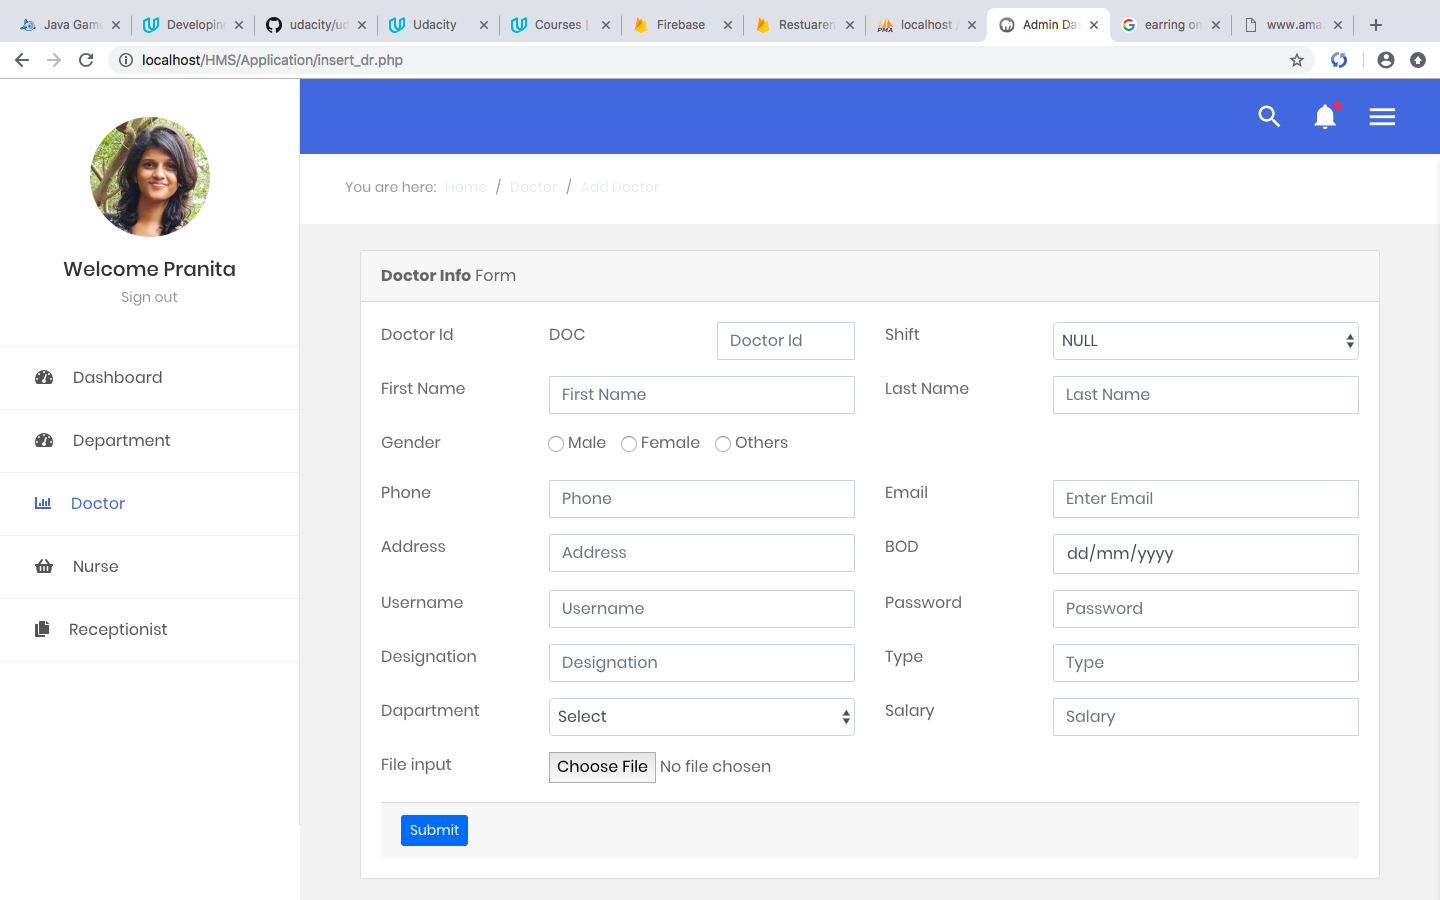 Java Game
Developing
udacity/ud
Udacity
Courses |
Firebase
Restuaren
localhost /
Admin Das
earring on
www.ama
localhost/HMS/Application/insert_dr.php
You are here: Home / Doctor / Add Doctor
Welcome Pranita
Sign out
Dashboard
Department
Doctor
Nurse
Receptionist
Doctor Info Form
Doctor Id DOC Doctor Id Shift NULL
First Name First Name Last Name Last Name
Gender Male Female Others
Phone Phone Email Enter Email
Address Address BOD dd/mm/yyyy
Username Username Password Password
Designation Designation Type Type
Dapartment Select Salary Salary
File input Choose File No file chosen
Submit